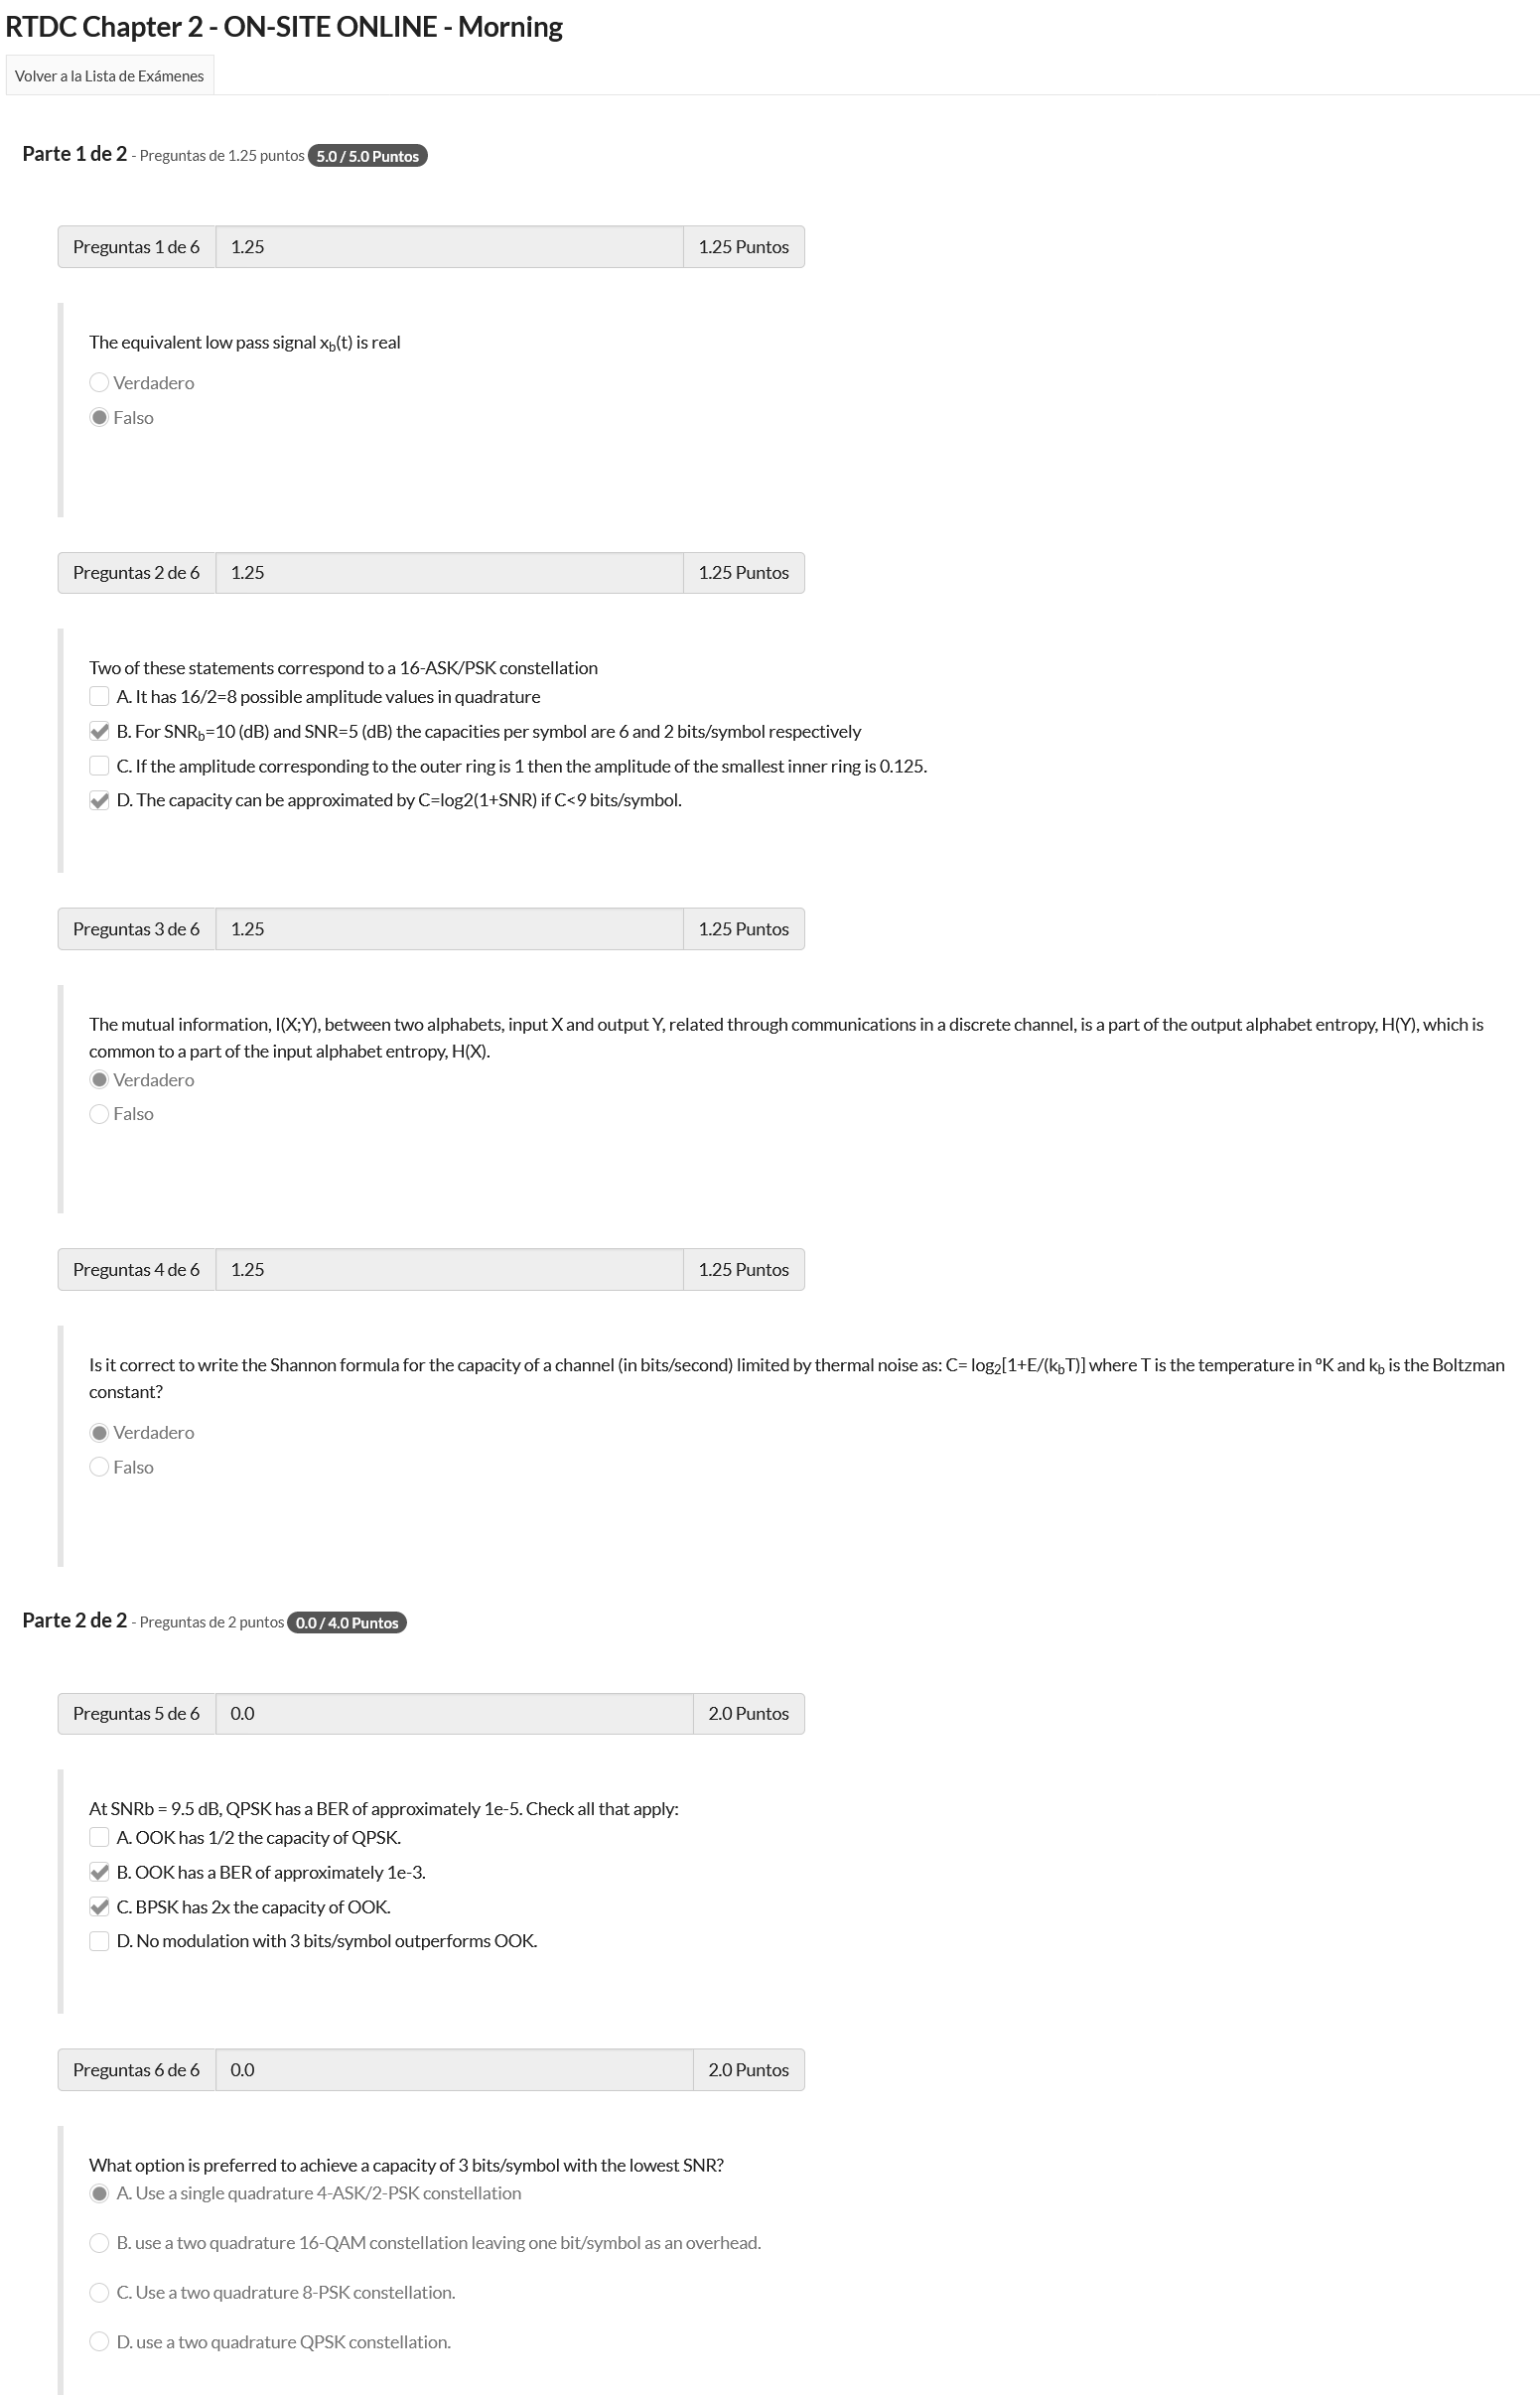 RTDC Chapter 2 - ON-SITE ONLINE - Morning
Volver a la Lista de Exámenes
Parte 1 de 2 - Preguntas de 1.25 puntos 5.0 / 5.0 Puntos
Preguntas 1 de 6 1.25 1.25 Puntos
The equivalent low pass signal xb(t) is real
Verdadero
Falso
Preguntas 2 de 6 1.25 1.25 Puntos
Two of these statements correspond to a 16-ASK/PSK constellation
A. It has 16/2=8 possible amplitude values in quadrature
B. For SNRb=10 (dB) and SNR=5 (dB) the capacities per symbol are 6 and 2 bits/symbol respectively
C. If the amplitude corresponding to the outer ring is 1 then the amplitude of the smallest inner ring is 0.125.
D. The capacity can be approximated by C=log2(1+SNR) if C<9 bits/symbol.
Preguntas 3 de 6 1.25 1.25 Puntos
The mutual information, I(X;Y), between two alphabets, input X and output Y, related through communications in a discrete channel, is a part of the output alphabet entropy, H(Y), which is
common to a part of the input alphabet entropy, H(X).
Verdadero
Falso
Preguntas 4 de 6 1.25 1.25 Puntos
Is it correct to write the Shannon formula for the capacity of a channel (in bits/second) limited by thermal noise as: C= log2[1+E/(kbT)] where T is the temperature in ºK and kb is the Boltzman
constant?
Verdadero
Falso
Parte 2 de 2 - Preguntas de 2 puntos 0.0 / 4.0 Puntos
Preguntas 5 de 6 0.0 2.0 Puntos
At SNRb = 9.5 dB, QPSK has a BER of approximately 1e-5. Check all that apply:
A. OOK has 1/2 the capacity of QPSK.
B. OOK has a BER of approximately 1e-3.
C. BPSK has 2x the capacity of OOK.
D. No modulation with 3 bits/symbol outperforms OOK.
Preguntas 6 de 6 0.0 2.0 Puntos
What option is preferred to achieve a capacity of 3 bits/symbol with the lowest SNR?
A. Use a single quadrature 4-ASK/2-PSK constellation
B. use a two quadrature 16-QAM constellation leaving one bit/symbol as an overhead.
C. Use a two quadrature 8-PSK constellation.
D. use a two quadrature QPSK constellation.